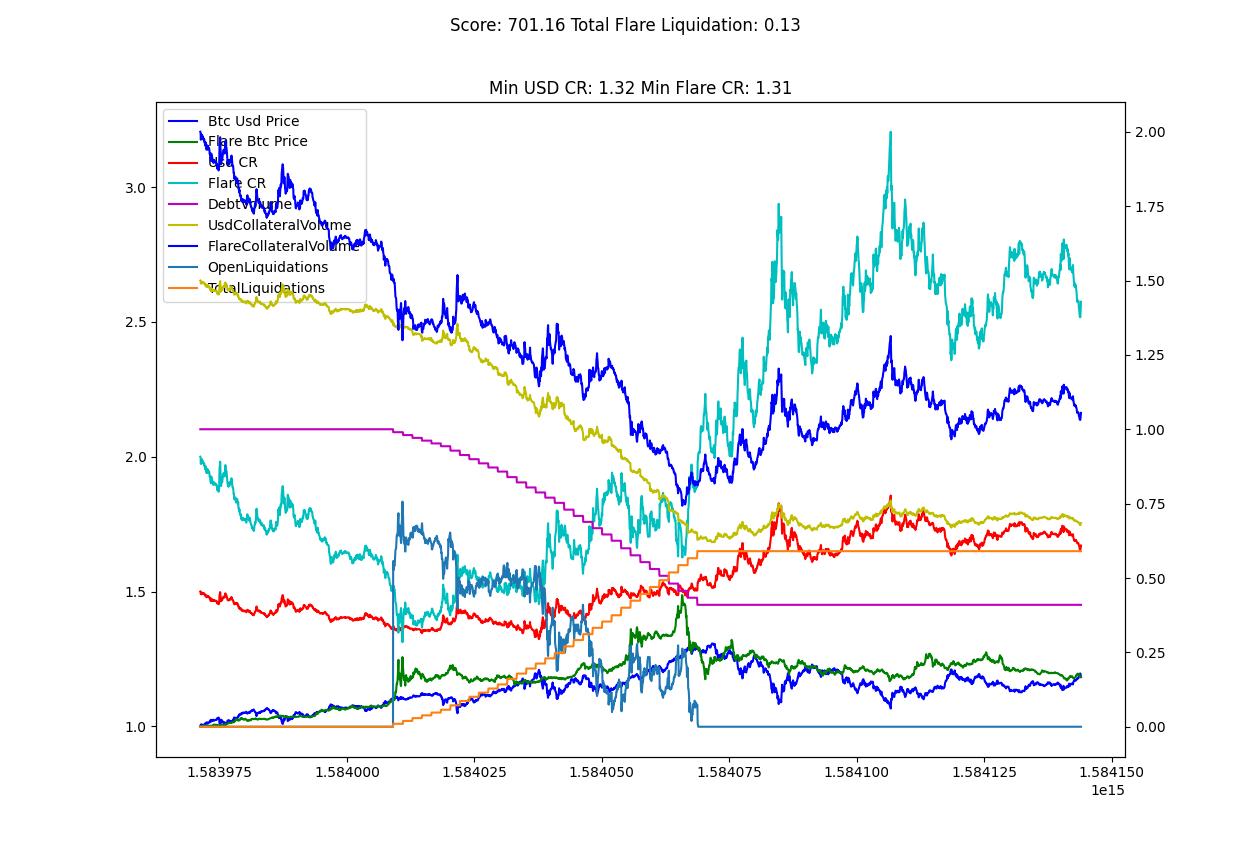 Score: 701.16 Total Flare Liquidation: 0.13
Min USD CR: 1.32 Min Flare CR: 1.31
Btc Usd Price
Flare Btc Price
Usd CR
Flare CR
DebtVolume
UsdCollateralVolume
FlareCollateralVolume
OpenLiquidations
TotalLiquidations
3.0
2.5
2.0
1.5
1.0
2.00
1.75
1.50
1.25
1.00
0.75
0.50
0.25
0.00
1.583975
1.584000
1.584025
1.584050
1.584075
1.584100
1.584125
1.584150
1e15